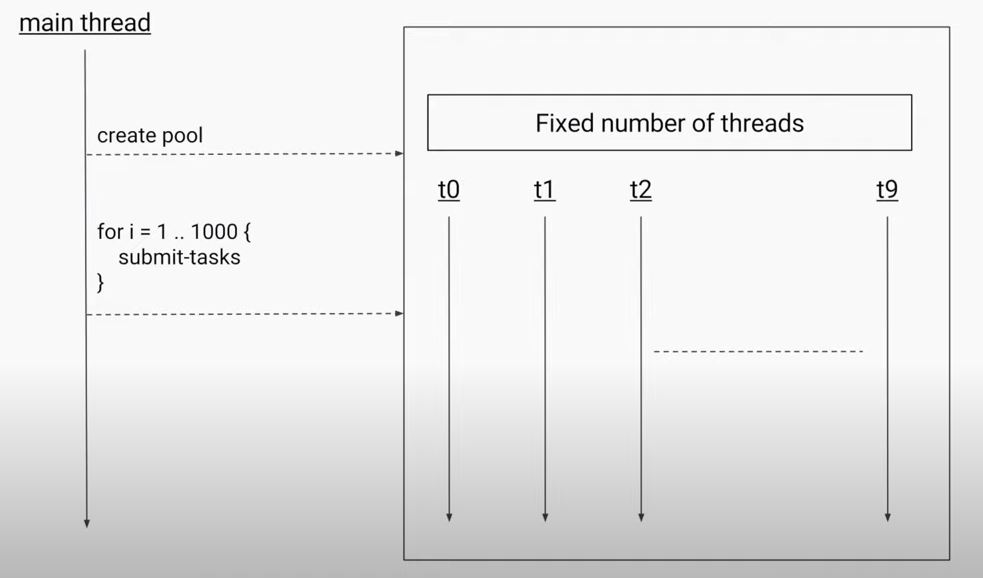 main thread
create pool
for i = 1 .. 1000 {
submit-tasks
}
Fixed number of threads
t0
t1
t2
t9